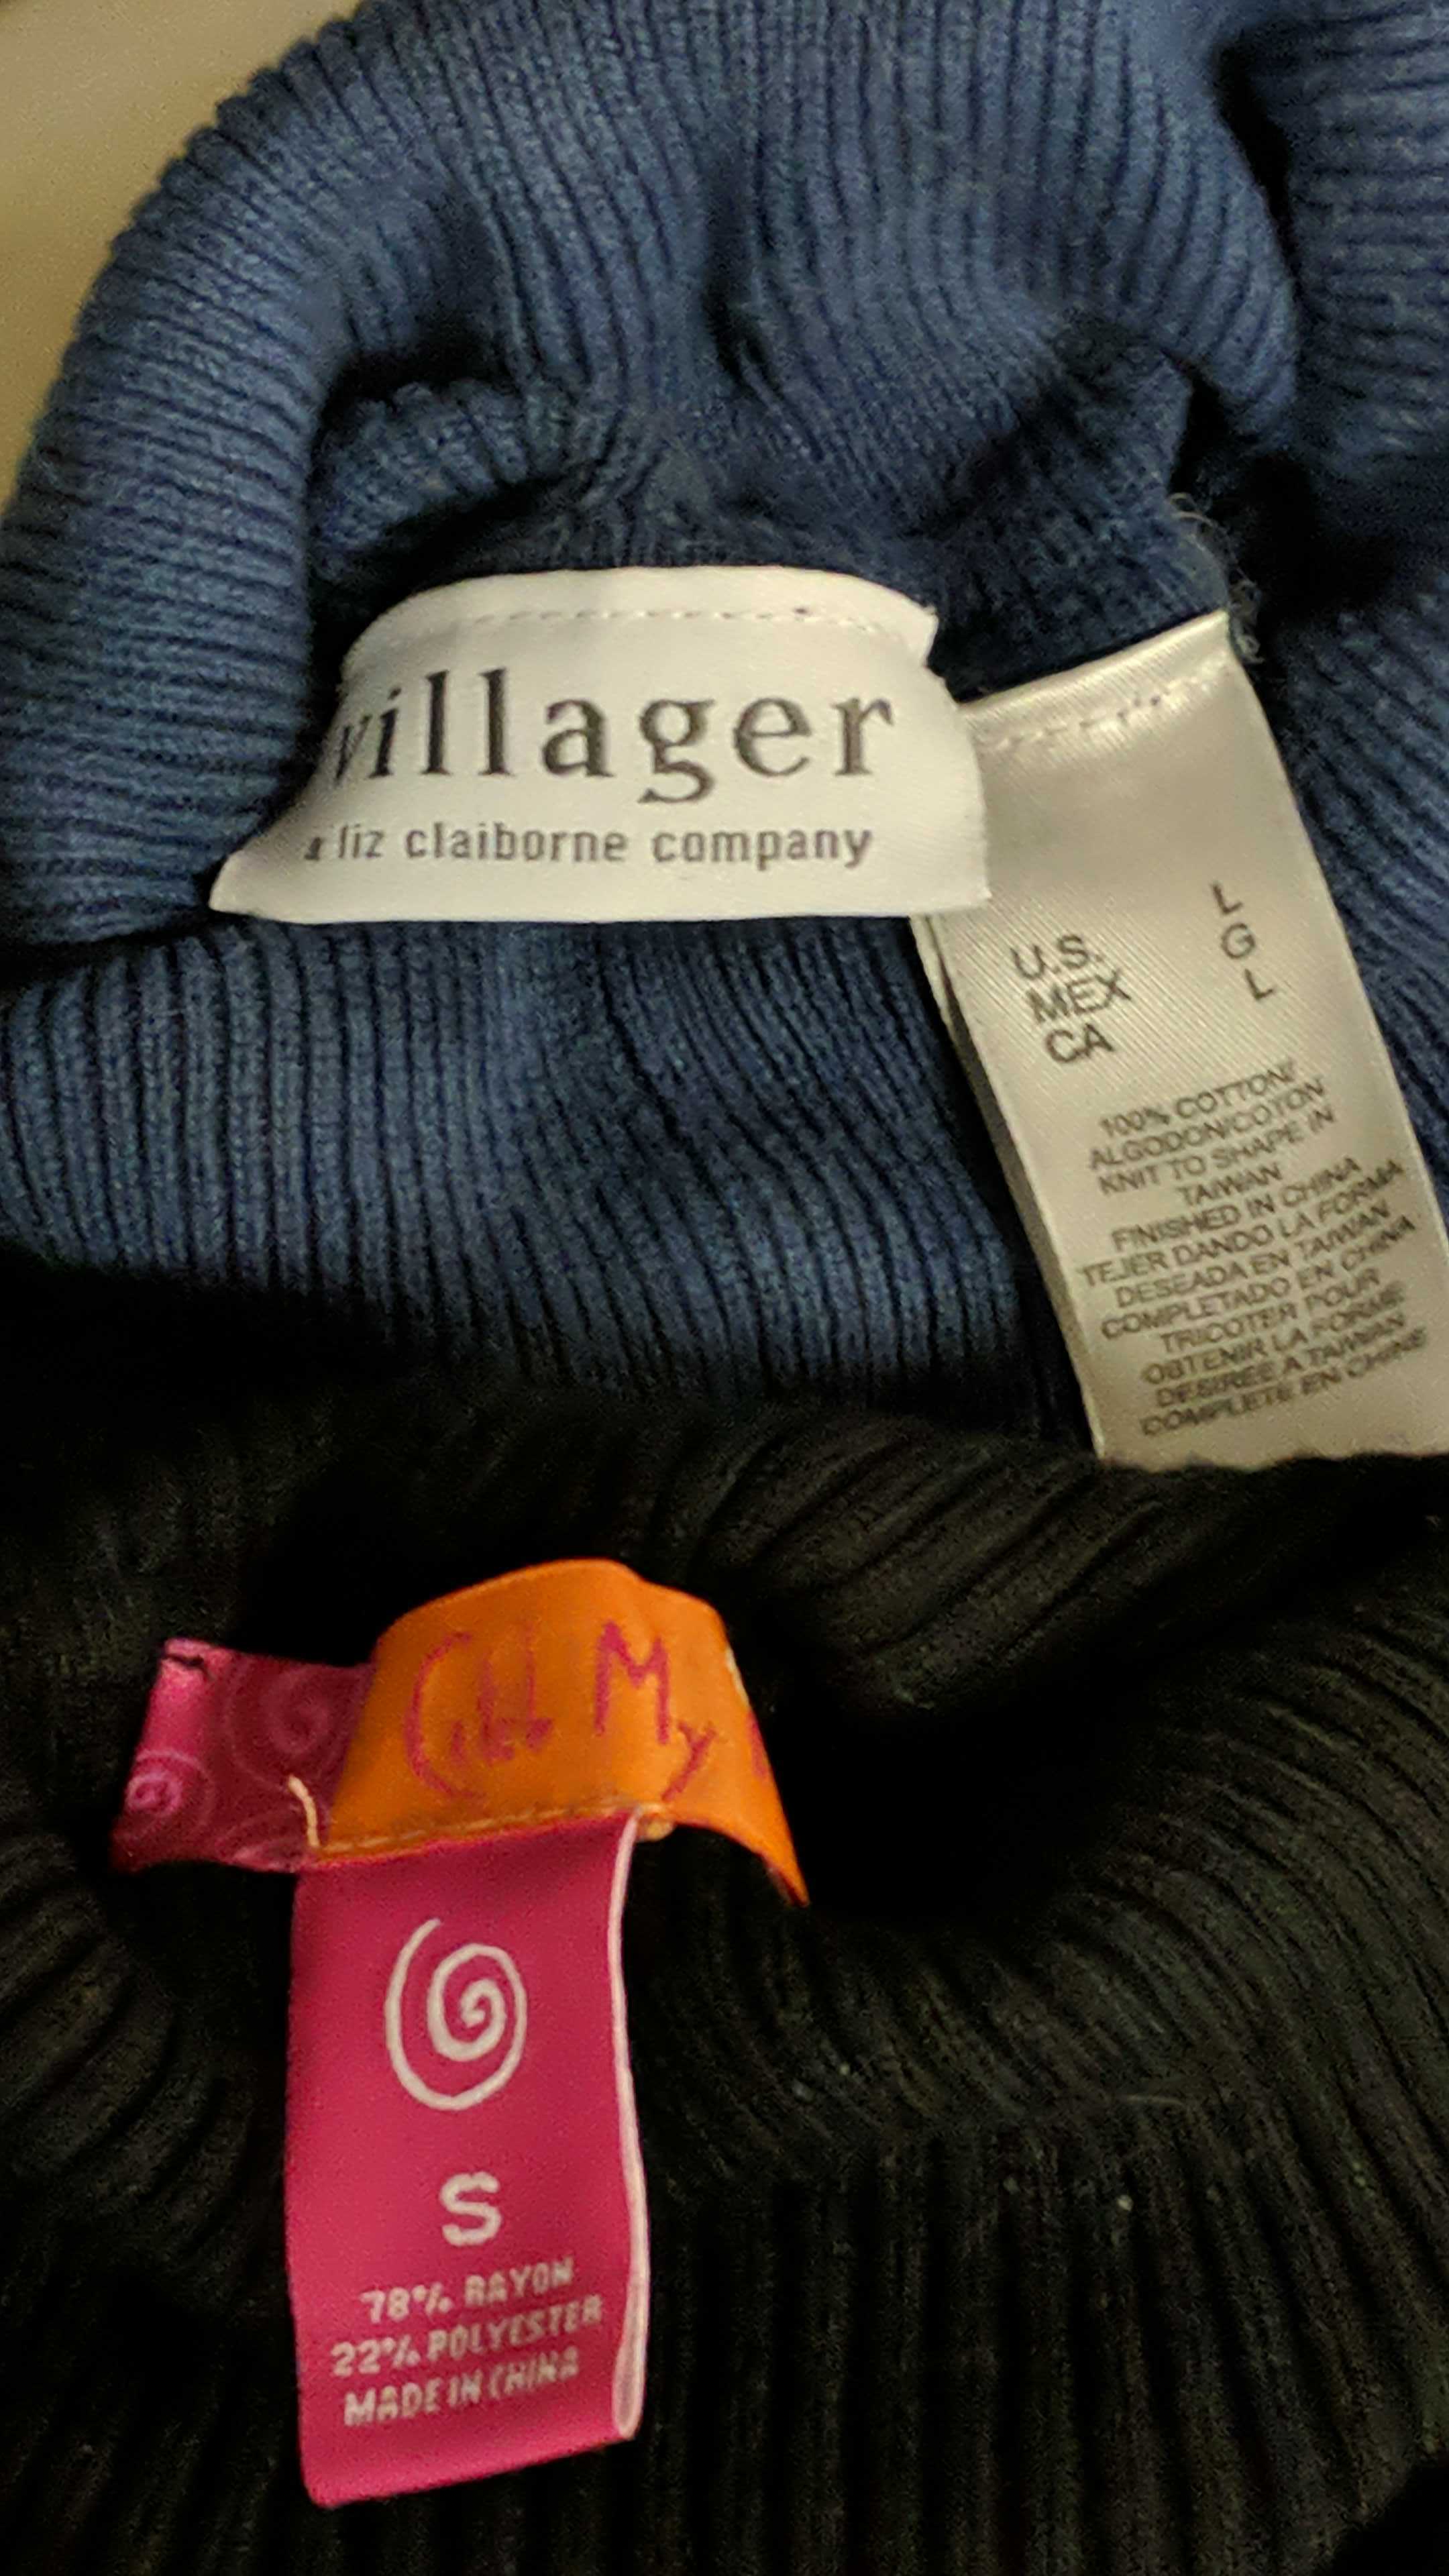 villager
a liz claiborne company
U.S. L
MEX G
CA L
100% COTTON/
ALGODON/COTON
KNIT TO SHAPE IN
TAIWAN
FINISHED IN CHINA
TEJER DANDO LA FORMA
DESEADA EN TAIWAN
COMPLETADO EN CHINA
TRICOTER POUR
OBTENIR LA FORME
DESIREE A TAIWAN
COMPLETE EN CHINE
My
S
78% RAYON
22% POLYESTER
MADE IN CHINA